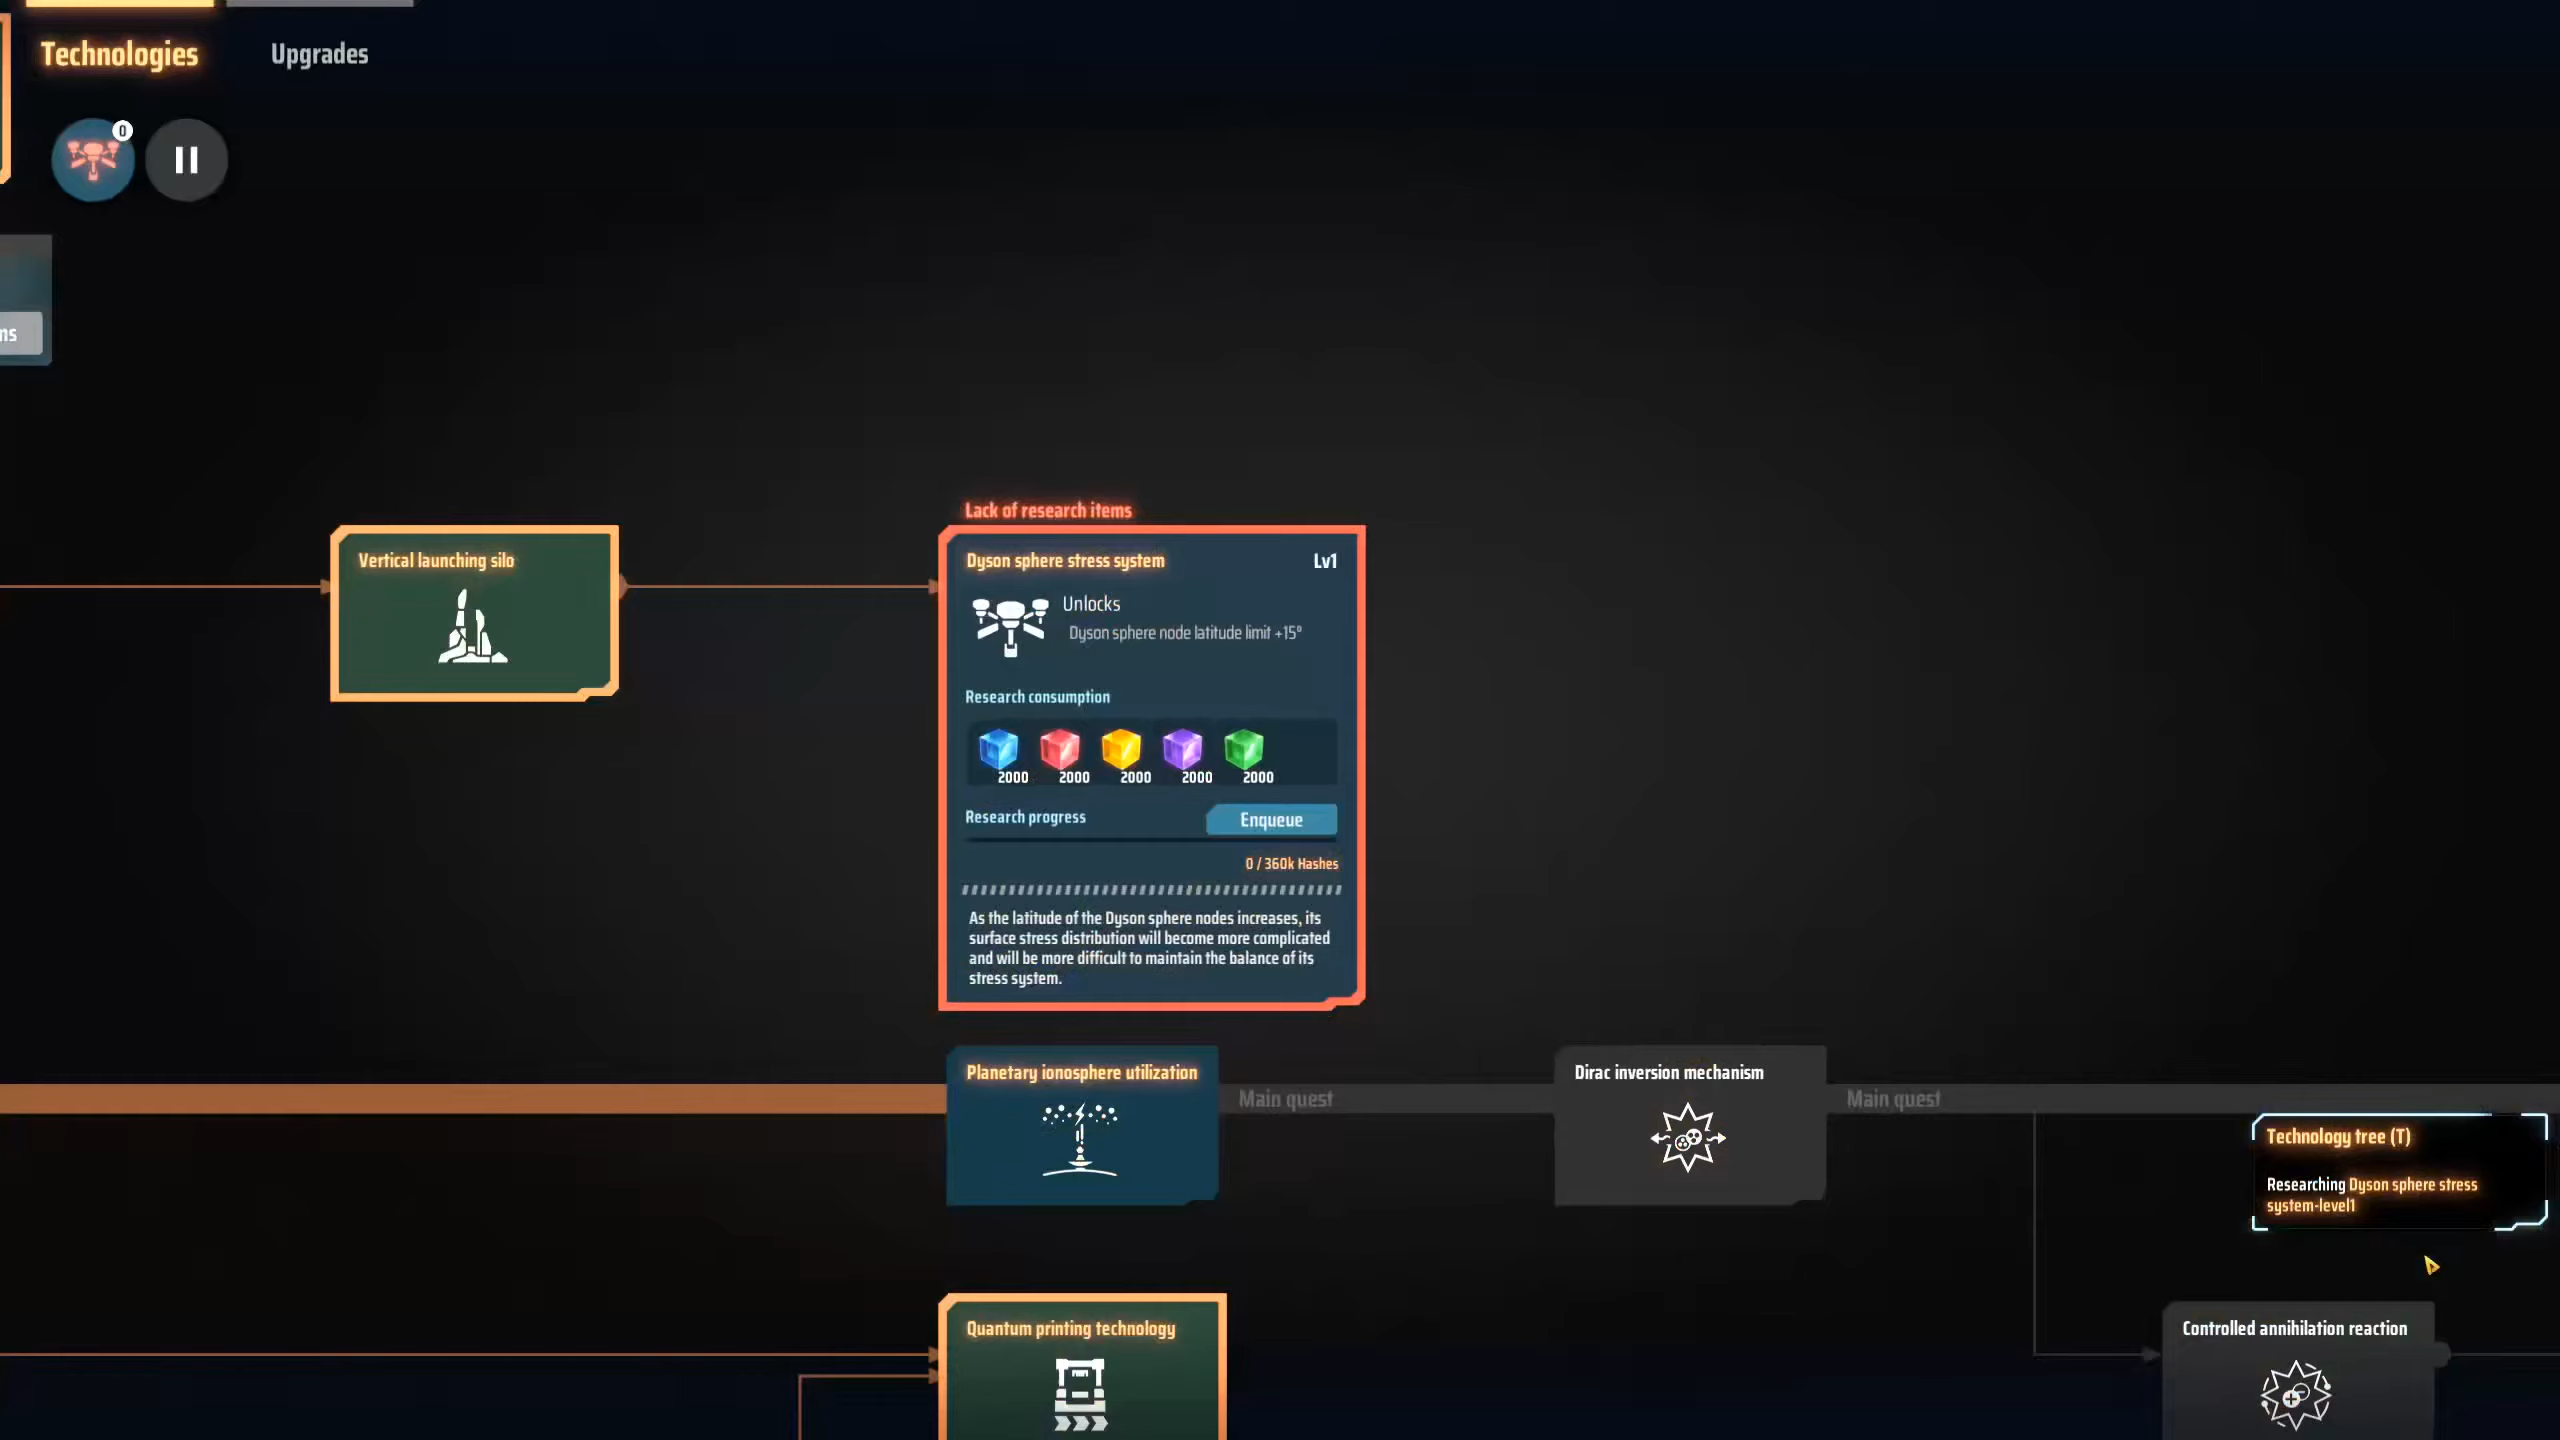 Technologies
Upgrades
0
ns
Lack of research items
Vertical launching silo
Dyson sphere stress system
Lv1
Unlocks
Dyson sphere node latitude limit +15°
Research consumption
2000
2000
2000
2000
2000
Research progress
Enqueue
0 / 360k Hashes
As the latitude of the Dyson sphere nodes increases, its
surface stress distribution will become more complicated
and will be more difficult to maintain the balance of its
stress system.
Planetary ionosphere utilization
Main quest
Dirac inversion mechanism
Main quest
Technology tree (T)
Researching Dyson sphere stress
system-level1
Quantum printing technology
Controlled annihilation reaction